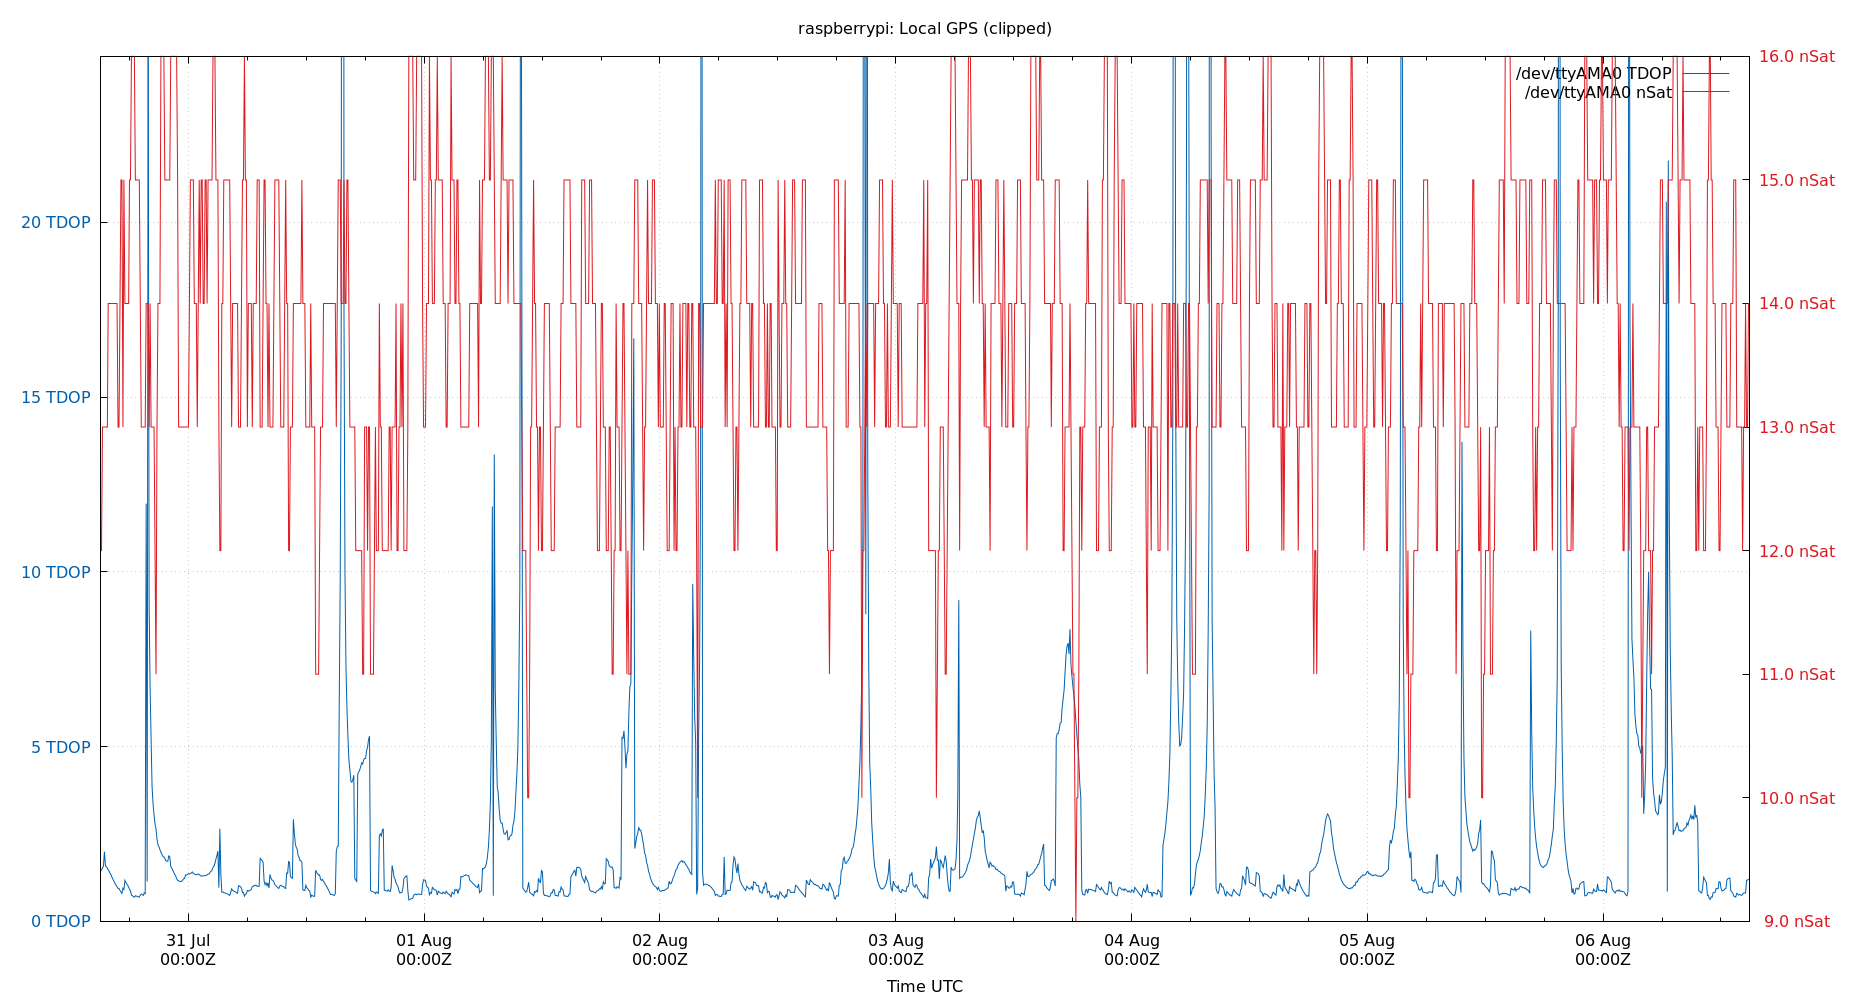 raspberrypi: Local GPS (clipped)
/dev/ttyAMA0 TDOP
/dev/ttyAMA0 nSat
20 TDOP
15 TDOP
10 TDOP
5 TDOP
0 TDOP
16.0 nSat
15.0 nSat
14.0 nSat
13.0 nSat
12.0 nSat
11.0 nSat
10.0 nSat
9.0 nSat
31 Jul
00:00Z
01 Aug
00:00Z
02 Aug
00:00Z
03 Aug
00:00Z
04 Aug
00:00Z
05 Aug
00:00Z
06 Aug
00:00Z
Time UTC